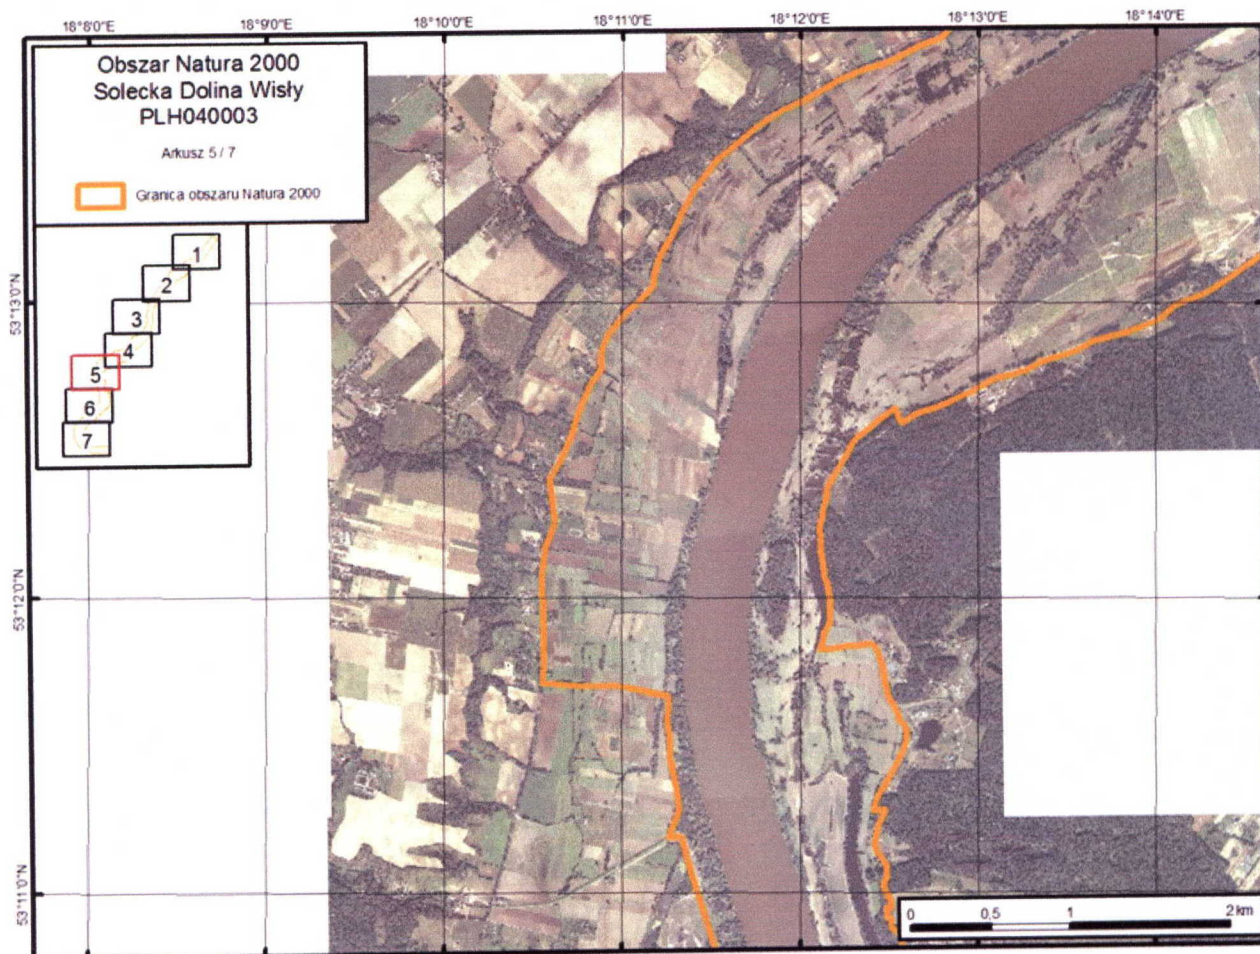 18°8'0"E 18°9'0"E 18°10'0"E 18°11'0"E 18°12'0"E 18°13'0"E 18°14'0"E
Obszar Natura 2000
Solecka Dolina Wisły
PLH040003
Arkusz 5 / 7
Granica obszaru Natura 2000
1
2
3
4
5
6
7
53°13'0"N
53°12'0"N
53°11'0"N
0 0,5 1 2 km